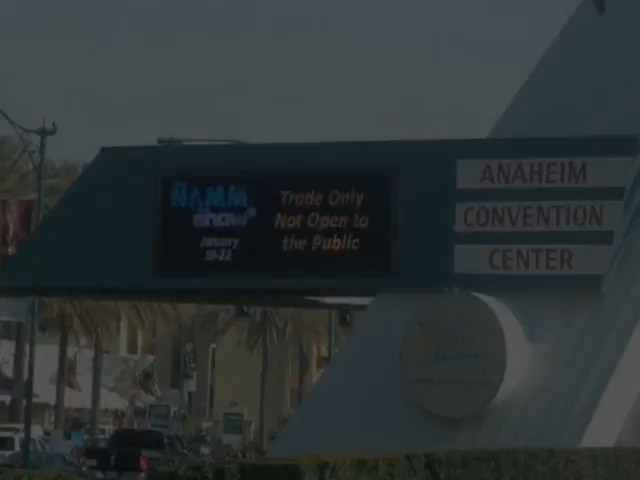 NAMM
show
January
19-22
Trade Only
Not Open to
the Public
ANAHEIM
CONVENTION
CENTER